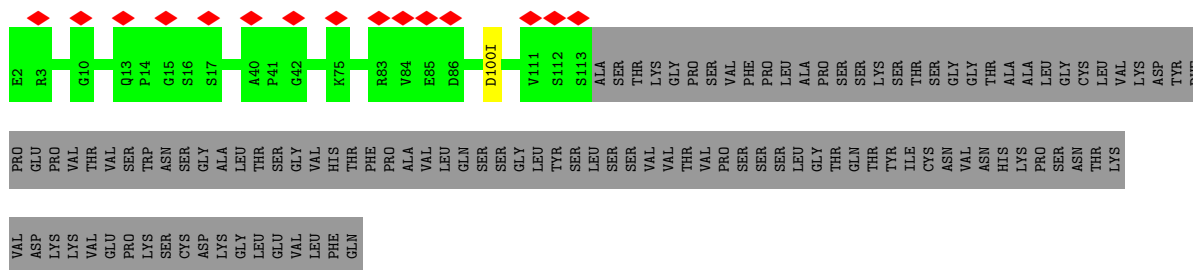 E2 R3 G10 Q13 P14 G15 S16 S17 A40 P41 G42 K75 R83 V84 E85 D86 D100I V111 S112 S113 ALA SER THR LYS GLY PRO SER VAL PHE PRO LEU ALA PRO SER SER LYS SER THR SER GLY GLY THR ALA ALA LEU GLY CYS LEU VAL LYS ASP TYR
PRO GLU PRO VAL THR VAL SER TRP ASN SER GLY ALA LEU THR SER GLY VAL HIS THR PHE PRO ALA VAL LEU GLN SER SER GLY LEU TYR SER LEU SER SER VAL VAL THR VAL PRO SER SER SER LEU GLY THR GLN THR TYR ILE CYS ASN VAL ASN HIS LYS PRO SER ASN THR LYS
VAL ASP LYS LYS VAL GLU PRO LYS SER CYS ASP LYS GLY LEU GLU VAL LEU PHE GLN